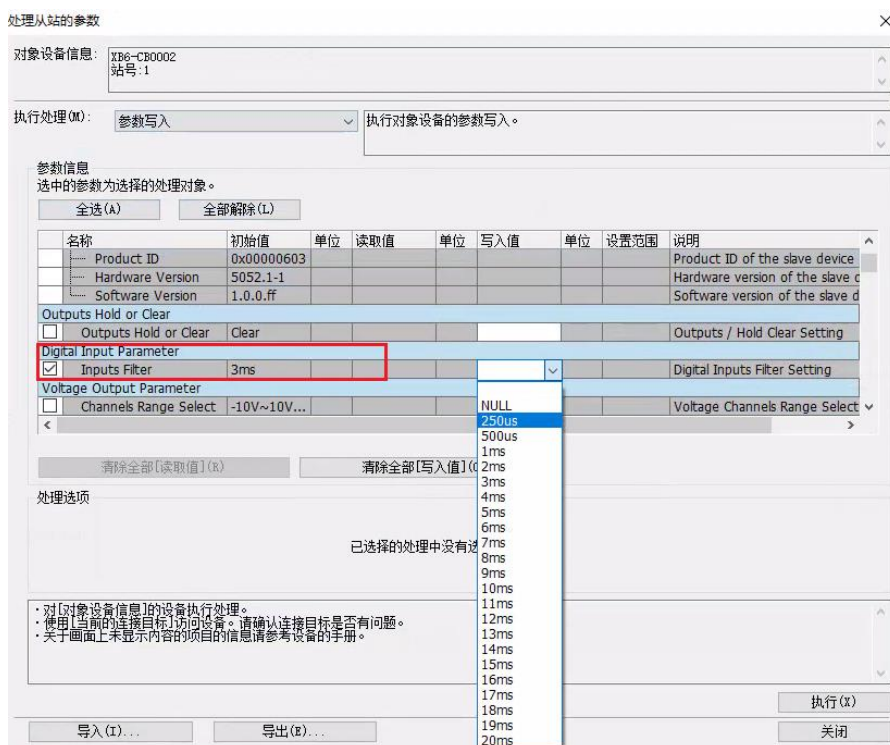 处理从站的参数
对象设备信息:
XB6-CB0002
站号:1
执行处理(M):
参数写入
执行对象设备的参数写入。
参数信息
选中的参数为选择的处理对象。
全选(A) 全部解除(L)
名称 初始值 单位 读取值 单位 写入值 单位 设置范围 说明
Product ID 0x00000603 Product ID of the slave device
Hardware Version 5052.1-1 Hardware version of the slave d
Software Version 1.0.0.ff Software version of the slave d
Outputs Hold or Clear
Outputs Hold or Clear Clear Outputs / Hold Clear Setting
Digital Input Parameter
Inputs Filter 3ms Digital Inputs Filter Setting
Voltage Output Parameter
Channels Range Select -10V~10V... Voltage Channels Range Select
NULL
250us
500us
1ms
2ms
3ms
4ms
5ms
6ms
7ms
8ms
9ms
10ms
11ms
12ms
13ms
14ms
15ms
16ms
17ms
18ms
19ms
20ms
清除全部[读取值](R) 清除全部[写入值](
处理选项
已选择的处理中没有选
·对[对象设备信息]的设备执行处理。
·使用[当前的连接目标]访问设备。请确认连接目标是否有问题。
·关于画面上未显示内容的项目的信息请参考设备的手册。
执行(X)
导入(I)... 导出(E)... 关闭